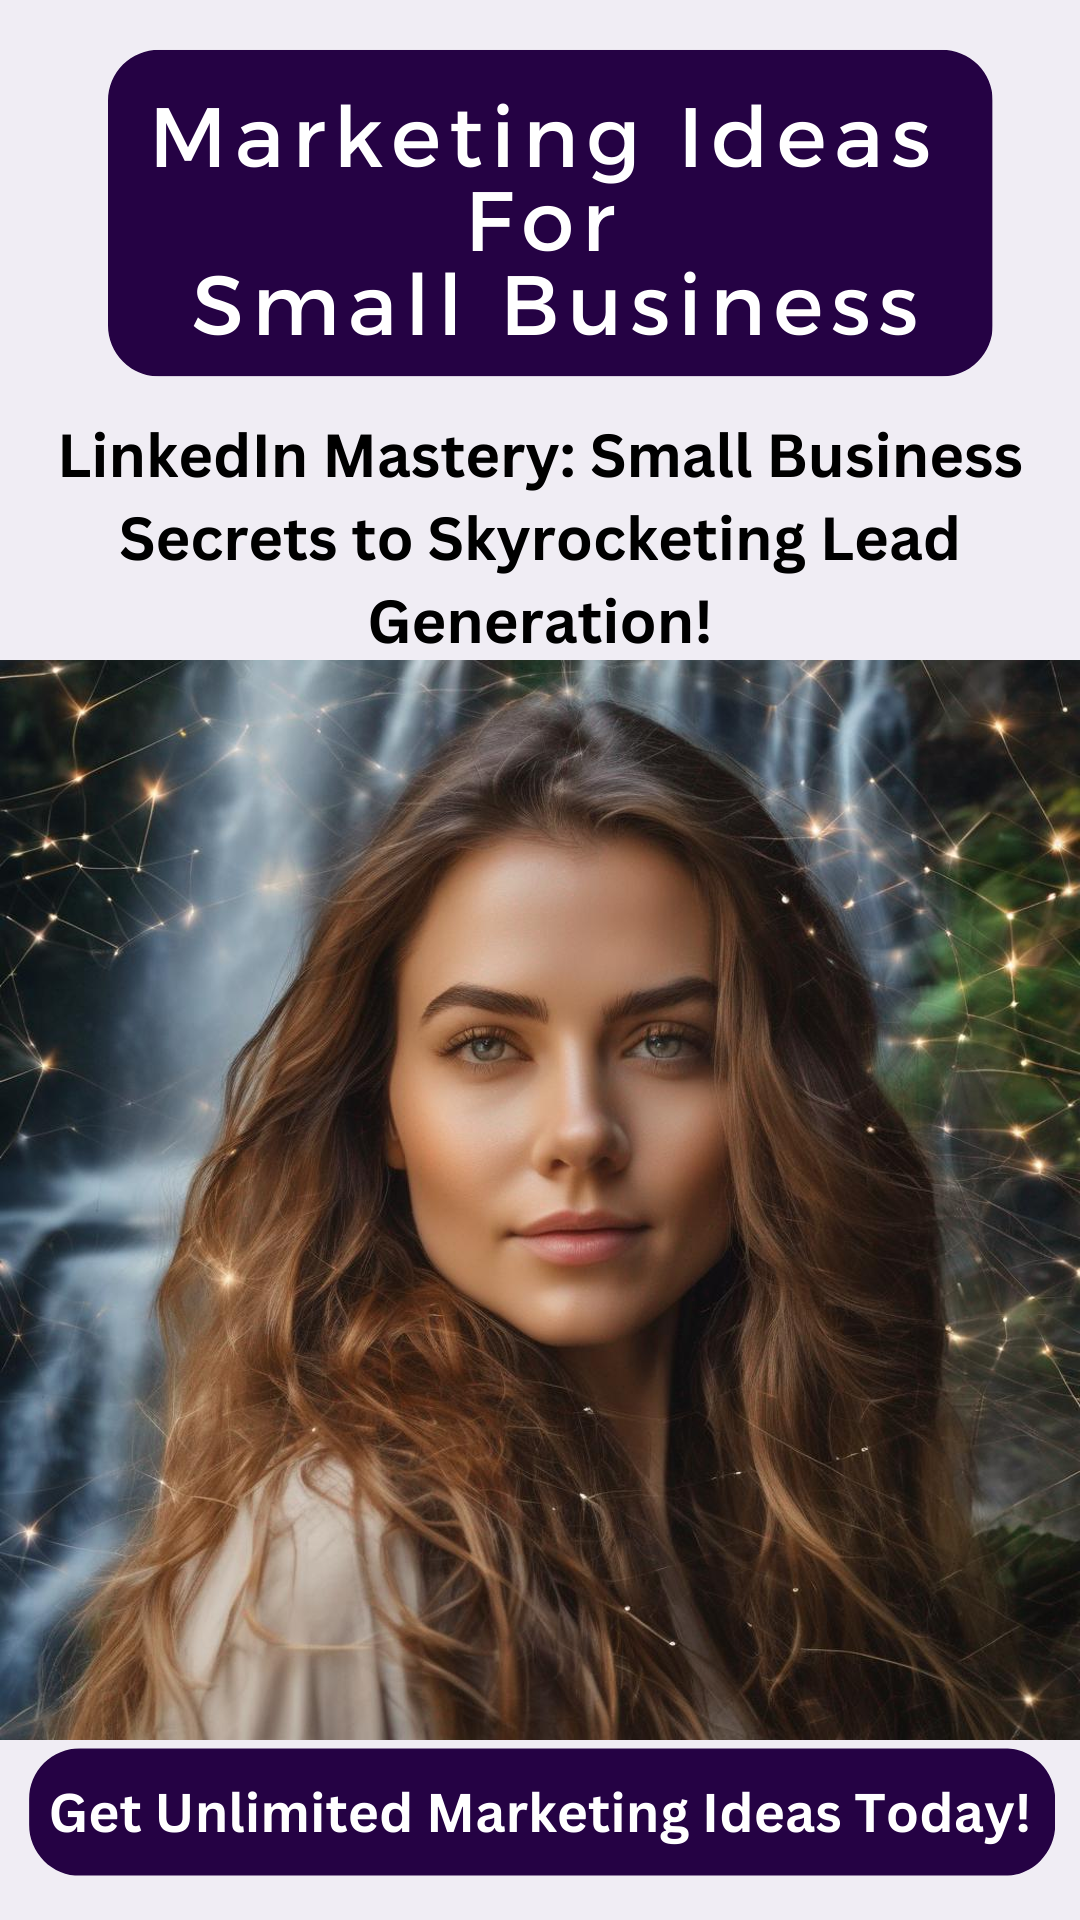 Marketing Ideas
For
Small Business
LinkedIn Mastery: Small Business
Secrets to Skyrocketing Lead
Generation!
Get Unlimited Marketing Ideas Today!